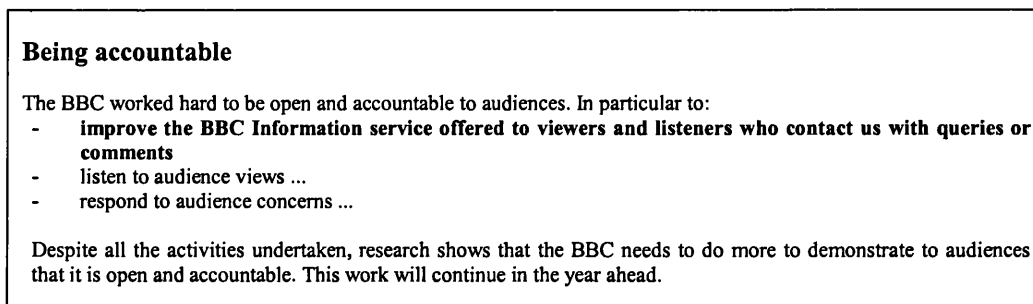 Being accountable
The BBC worked hard to be open and accountable to audiences. In particular to:
- improve the BBC Information service offered to viewers and listeners who contact us with queries or
comments
- listen to audience views ...
- respond to audience concerns ...
Despite all the activities undertaken, research shows that the BBC needs to do more to demonstrate to audiences
that it is open and accountable. This work will continue in the year ahead.